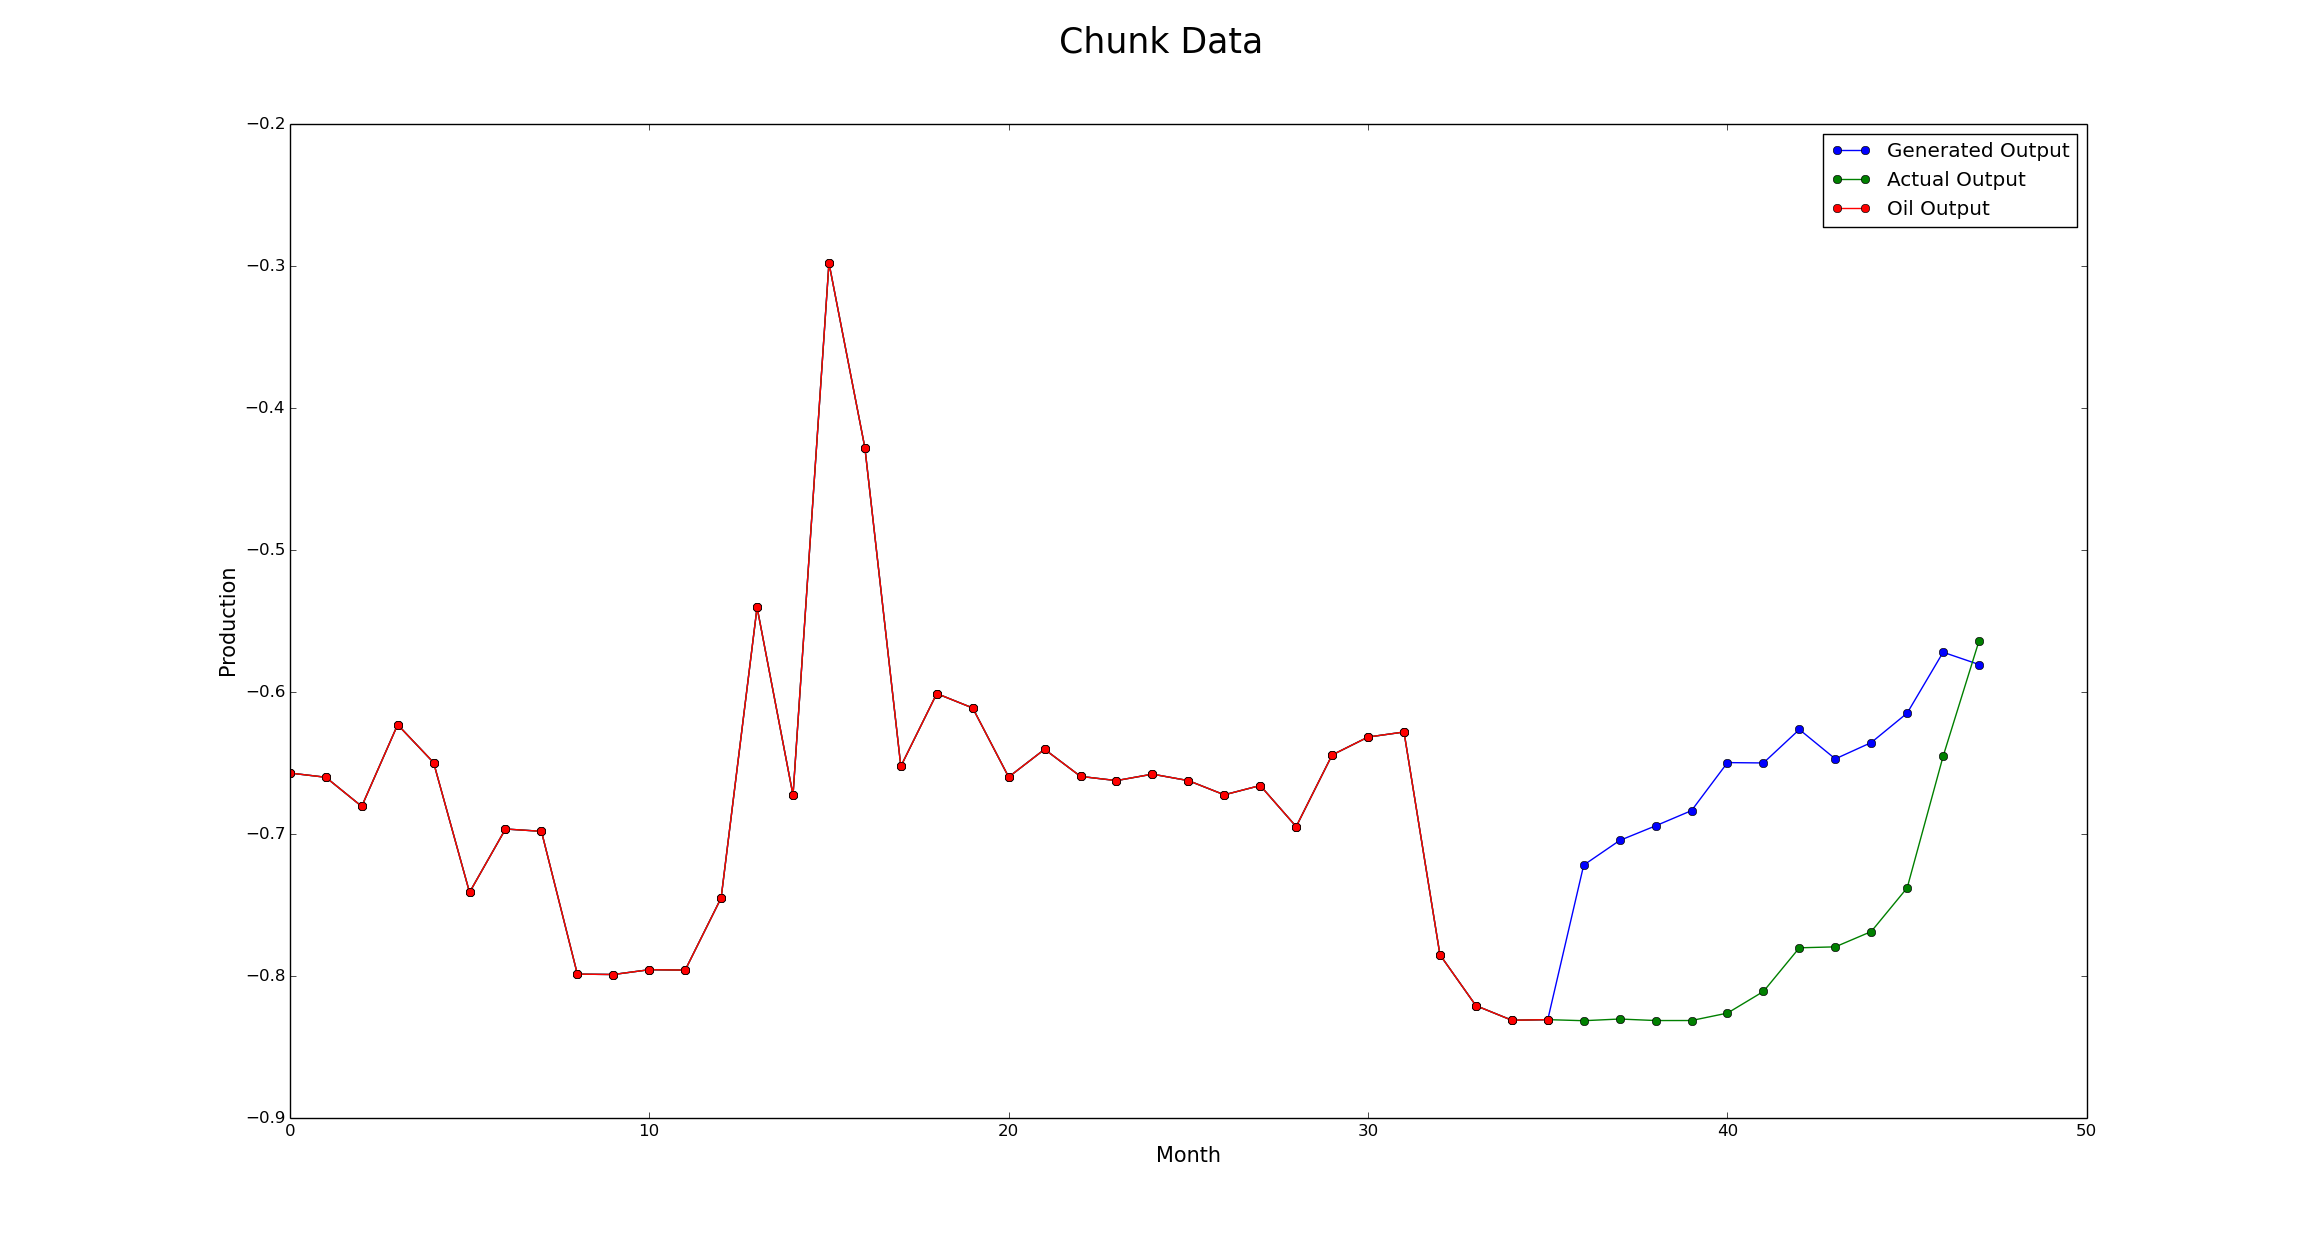 Chunk Data
−0.2
−0.3
−0.4
−0.5
−0.6
−0.7
−0.8
−0.9
Production
Generated Output
Actual Output
Oil Output
0 10 20 30 40 50
Month